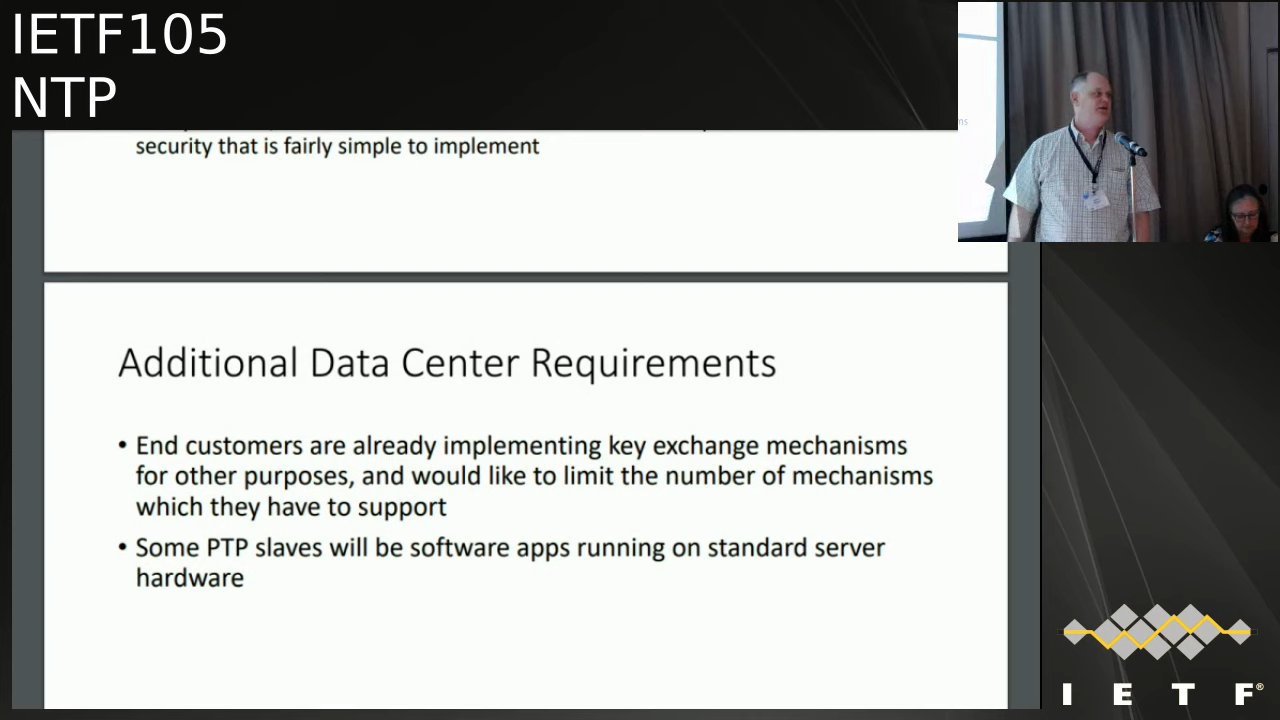 IETF105
NTP
security that is fairly simple to implement
Additional Data Center Requirements
• End customers are already implementing key exchange mechanisms
for other purposes, and would like to limit the number of mechanisms
which they have to support
• Some PTP slaves will be software apps running on standard server
hardware
I E T F®